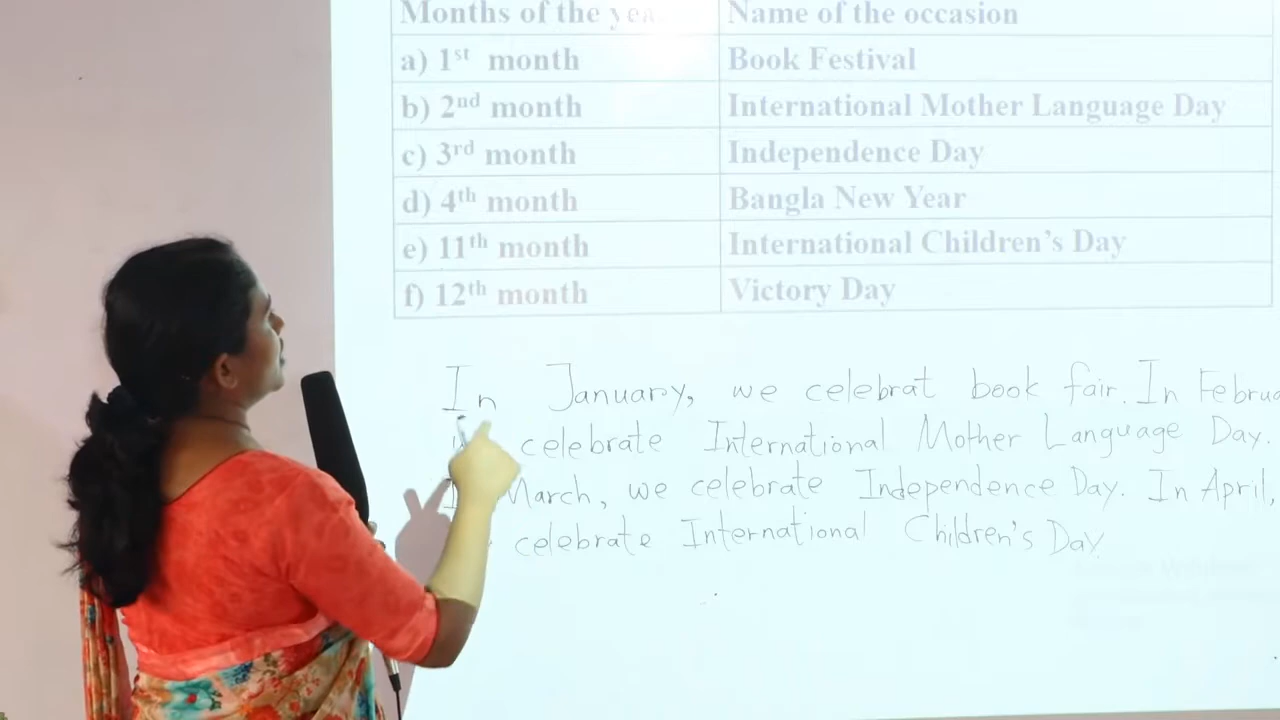 Months of the yea Name of the occasion
a) 1st month Book Festival
b) 2nd month International Mother Language Day
c) 3rd month Independence Day
d) 4th month Bangla New Year
e) 11th month International Children's Day
f) 12th month Victory Day
In January, we celebrat book fair. In Februa
celebrate International Mother Language Day.
March, we celebrate Independence Day. In April,
celebrate International Children's Day